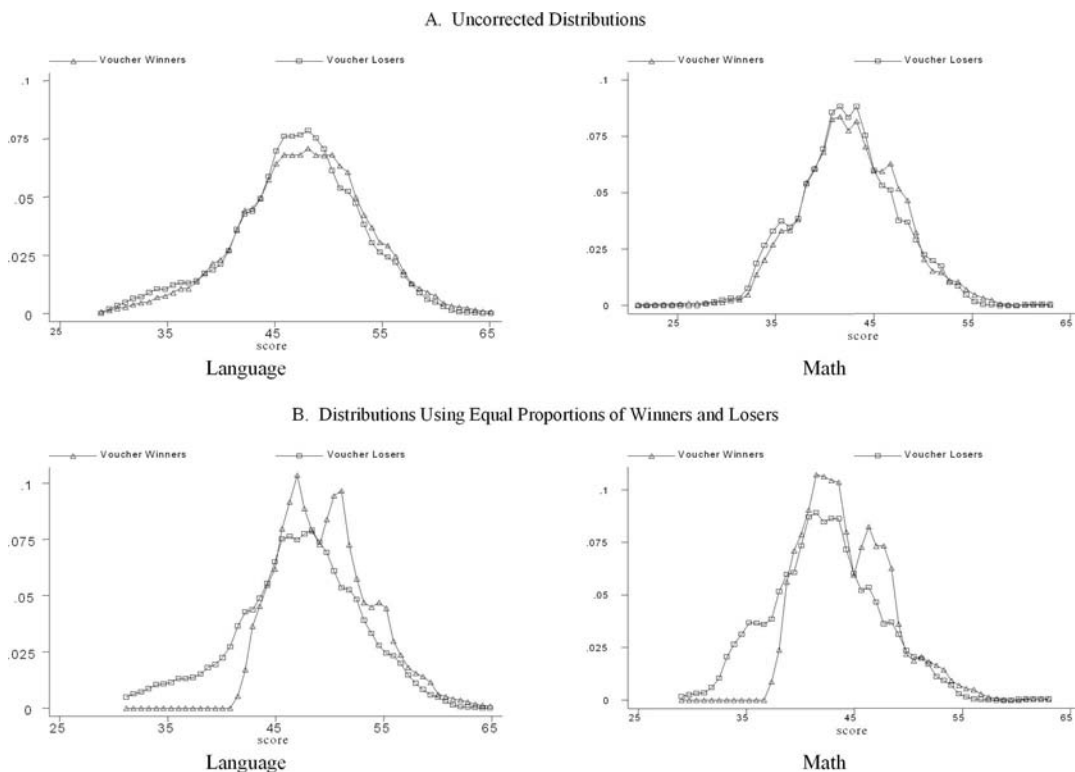 A. Uncorrected Distributions
Voucher Winners Voucher Losers
Voucher Winners Voucher Losers
.1
.075
.05
.025
0
25 35 45 55 65
score
Language
.1
.075
.05
.025
0
25 35 45 55 65
score
Math
B. Distributions Using Equal Proportions of Winners and Losers
Voucher Winners Voucher Losers
Voucher Winners Voucher Losers
.1
.075
.05
.025
0
25 35 45 55 65
score
Language
.1
.075
.05
.025
0
25 35 45 55 65
score
Math